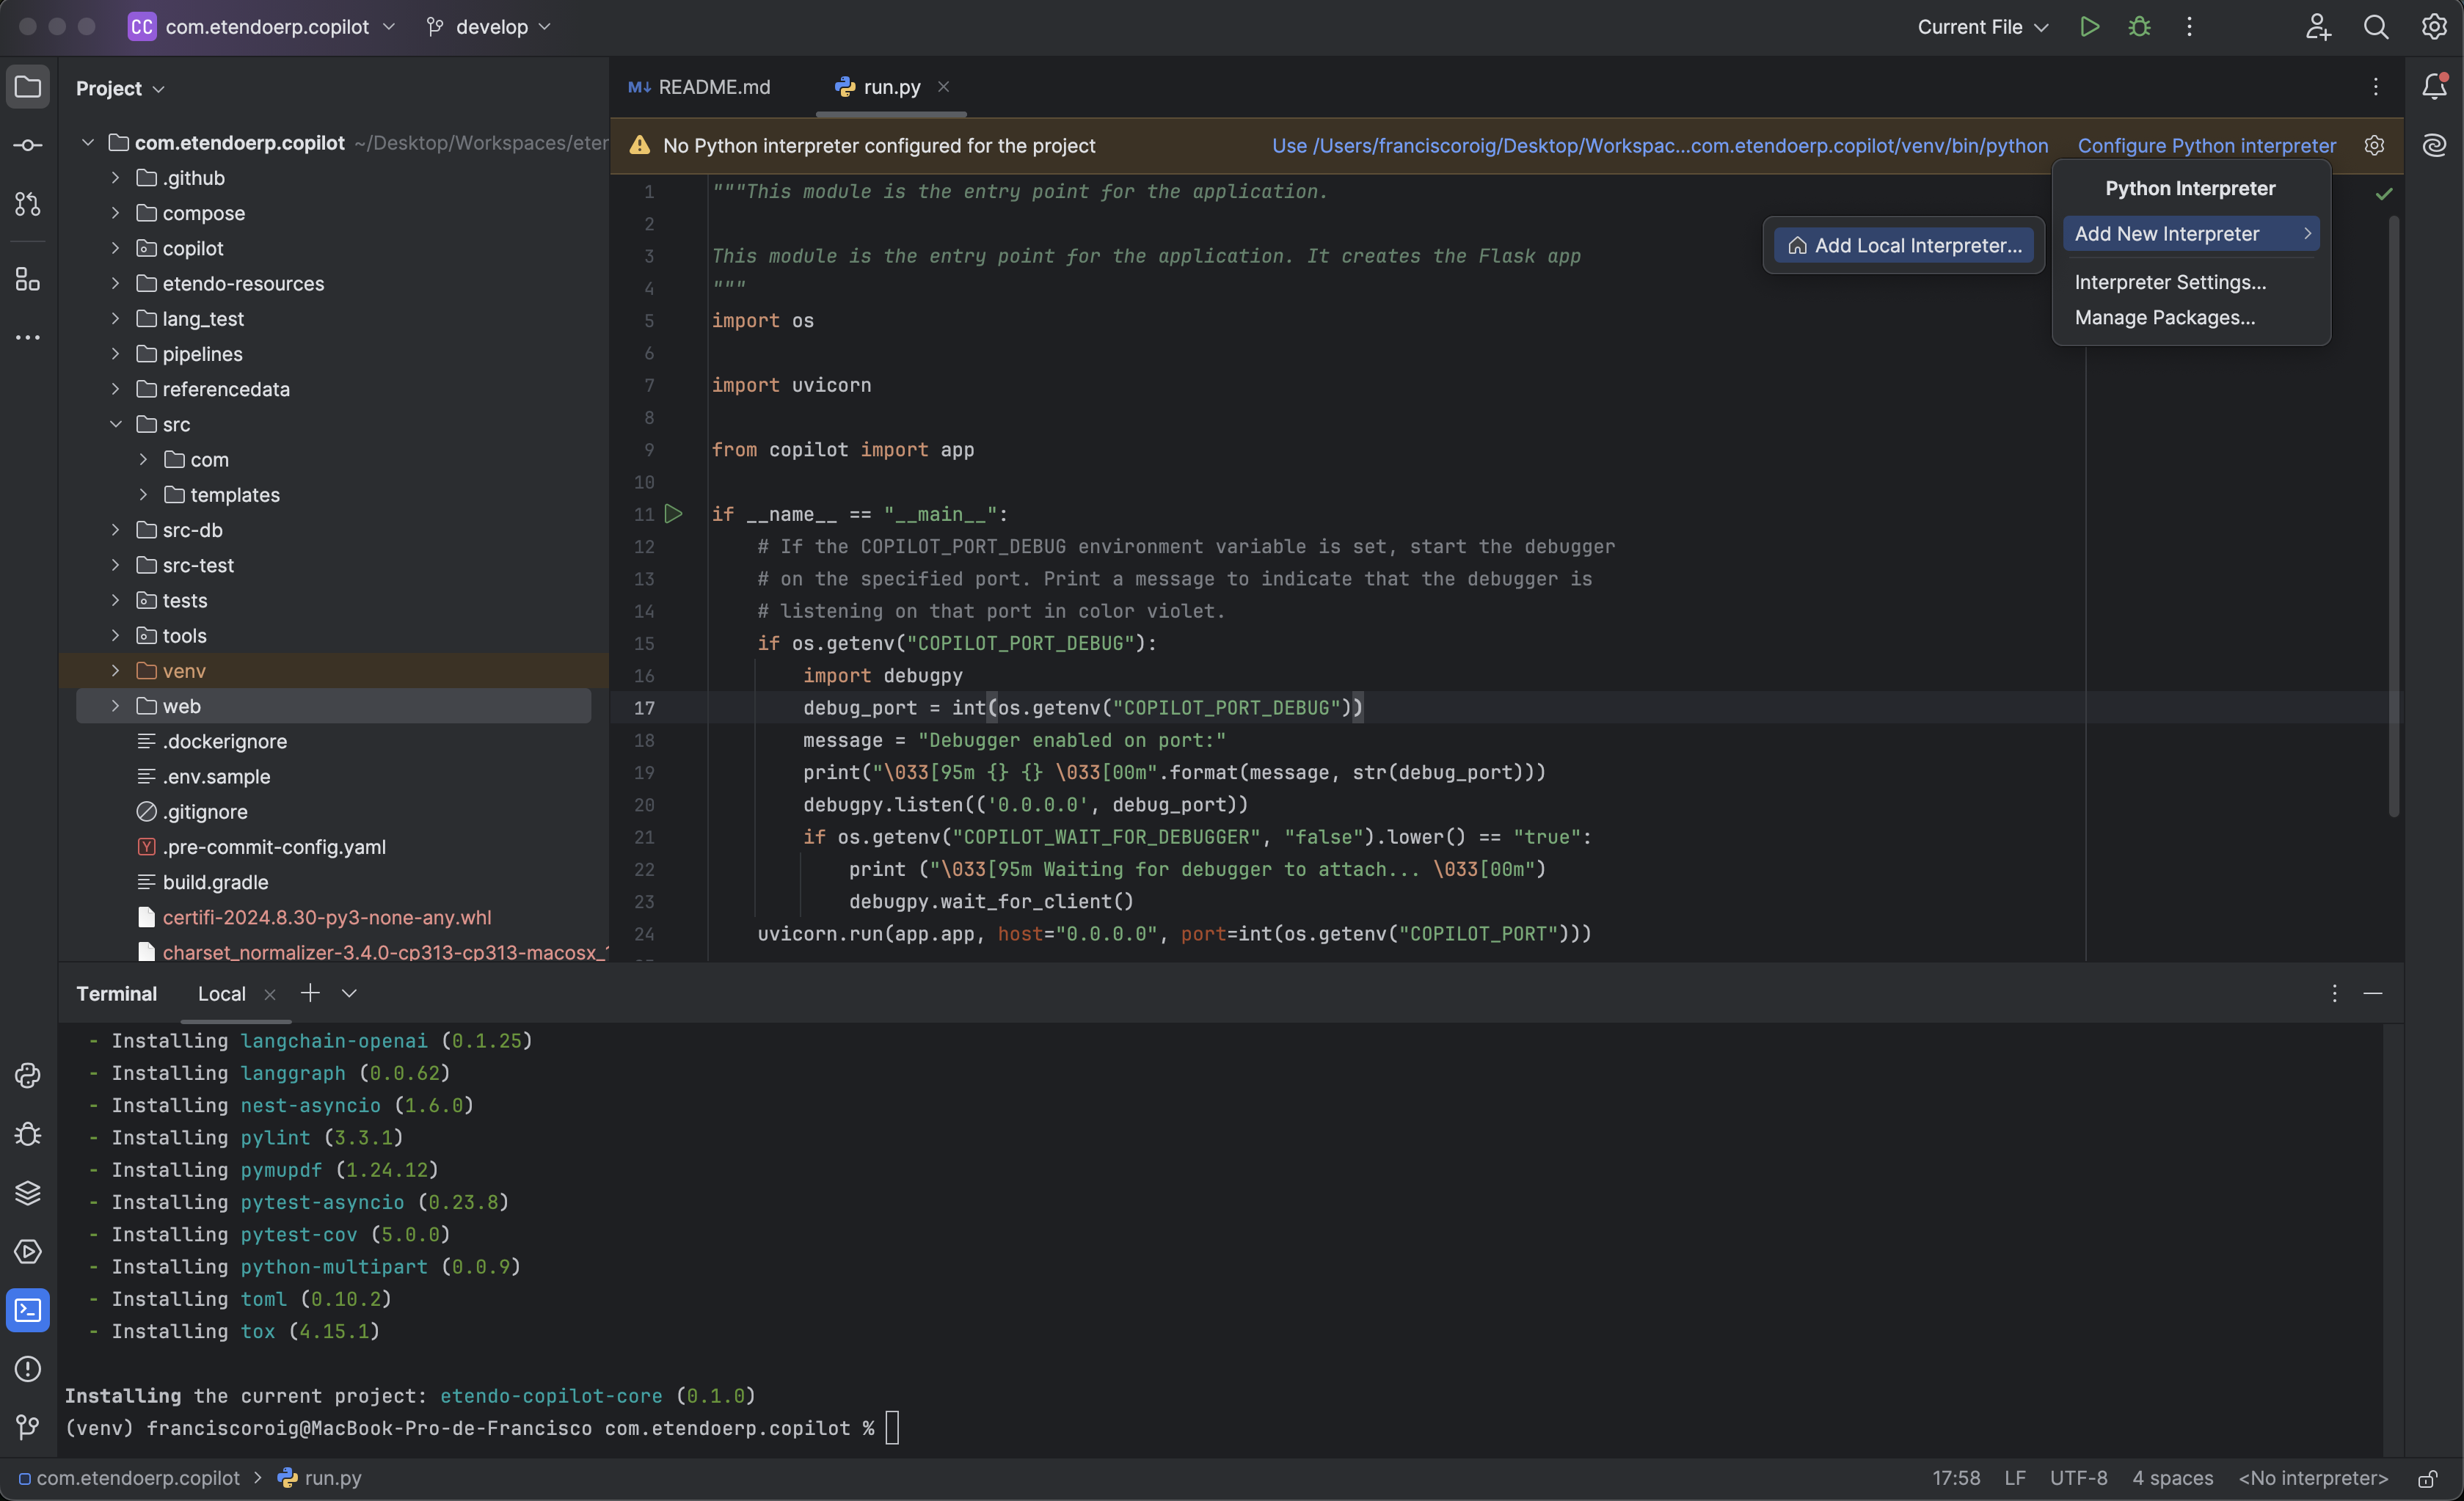 CC com.etendoerp.copilot develop Current File
Project
com.etendoerp.copilot ~/Desktop/Workspaces/eter
.github
compose
copilot
etendo-resources
lang_test
pipelines
referencedata
src
com
templates
src-db
src-test
tests
tools
venv
web
.dockerignore
.env.sample
.gitignore
Y .pre-commit-config.yaml
build.gradle
certifi-2024.8.30-py3-none-any.whl
charset_normalizer-3.4.0-cp313-cp313-macosx_1
M↓ README.md run.py
No Python interpreter configured for the project Use /Users/franciscoroig/Desktop/Workspac...com.etendoerp.copilot/venv/bin/python Configure Python interpreter
Python Interpreter
Add New Interpreter
Add Local Interpreter...
Interpreter Settings...
Manage Packages...
1 """This module is the entry point for the application.
2
3 This module is the entry point for the application. It creates the Flask app
4 """
5 import os
6
7 import uvicorn
8
9 from copilot import app
10
11 if __name__ == "__main__":
12 # If the COPILOT_PORT_DEBUG environment variable is set, start the debugger
13 # on the specified port. Print a message to indicate that the debugger is
14 # listening on that port in color violet.
15 if os.getenv("COPILOT_PORT_DEBUG"):
16 import debugpy
17 debug_port = int(os.getenv("COPILOT_PORT_DEBUG"))
18 message = "Debugger enabled on port:"
19 print("\033[95m {} {} \033[00m".format(message, str(debug_port)))
20 debugpy.listen(('0.0.0.0', debug_port))
21 if os.getenv("COPILOT_WAIT_FOR_DEBUGGER", "false").lower() == "true":
22 print ("\033[95m Waiting for debugger to attach... \033[00m")
23 debugpy.wait_for_client()
24 uvicorn.run(app.app, host="0.0.0.0", port=int(os.getenv("COPILOT_PORT")))
Terminal Local
- Installing langchain-openai (0.1.25)
- Installing langgraph (0.0.62)
- Installing nest-asyncio (1.6.0)
- Installing pylint (3.3.1)
- Installing pymupdf (1.24.12)
- Installing pytest-asyncio (0.23.8)
- Installing pytest-cov (5.0.0)
- Installing python-multipart (0.0.9)
- Installing toml (0.10.2)
- Installing tox (4.15.1)
Installing the current project: etendo-copilot-core (0.1.0)
(venv) franciscoroig@MacBook-Pro-de-Francisco com.etendoerp.copilot %
com.etendoerp.copilot > run.py 17:58 LF UTF-8 4 spaces <No interpreter>